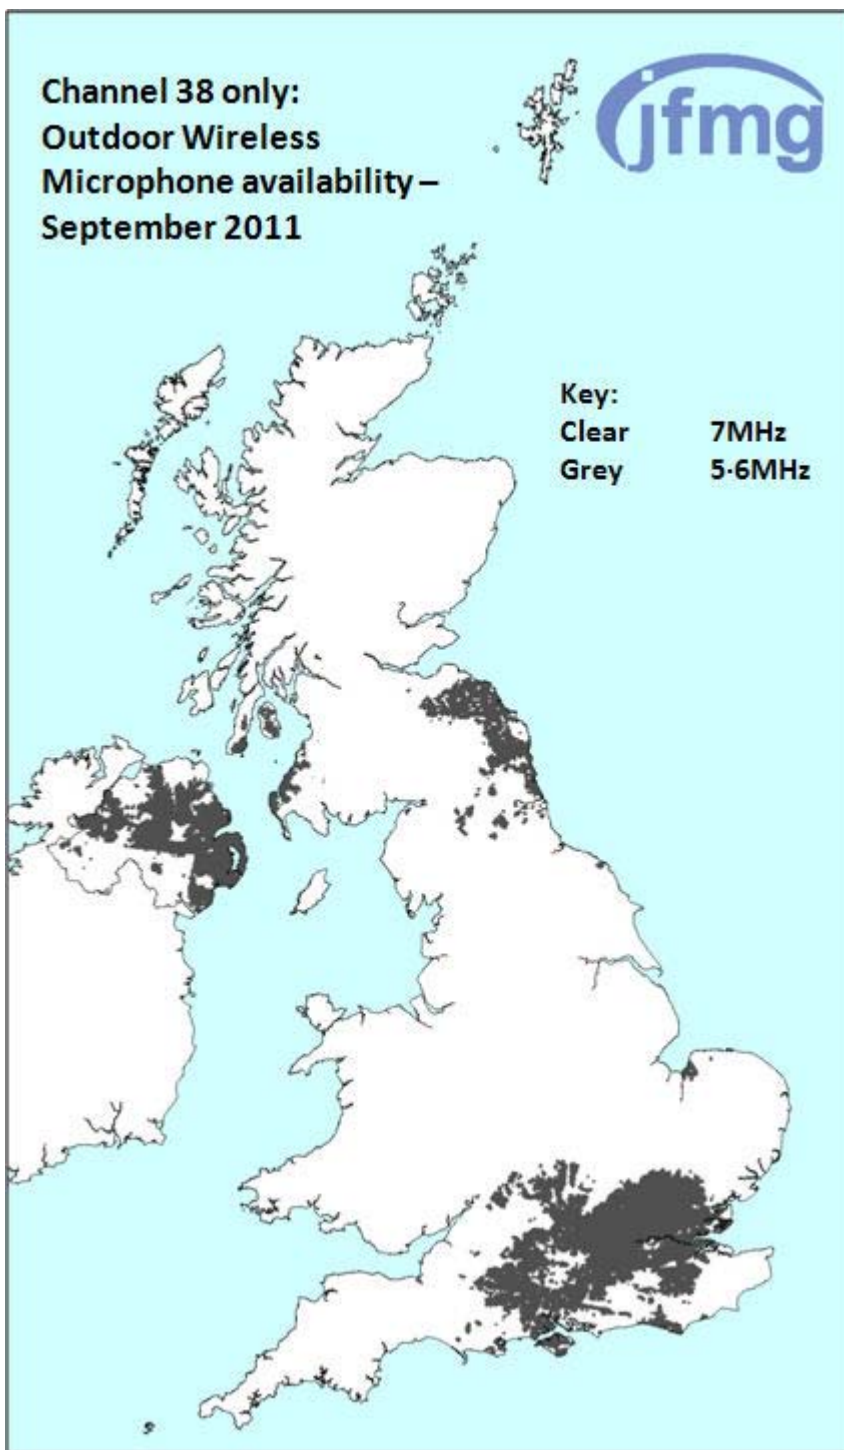 Channel 38 only:
Outdoor Wireless
Microphone availability –
September 2011
jfmg
Key:
Clear 7MHz
Grey 5·6MHz